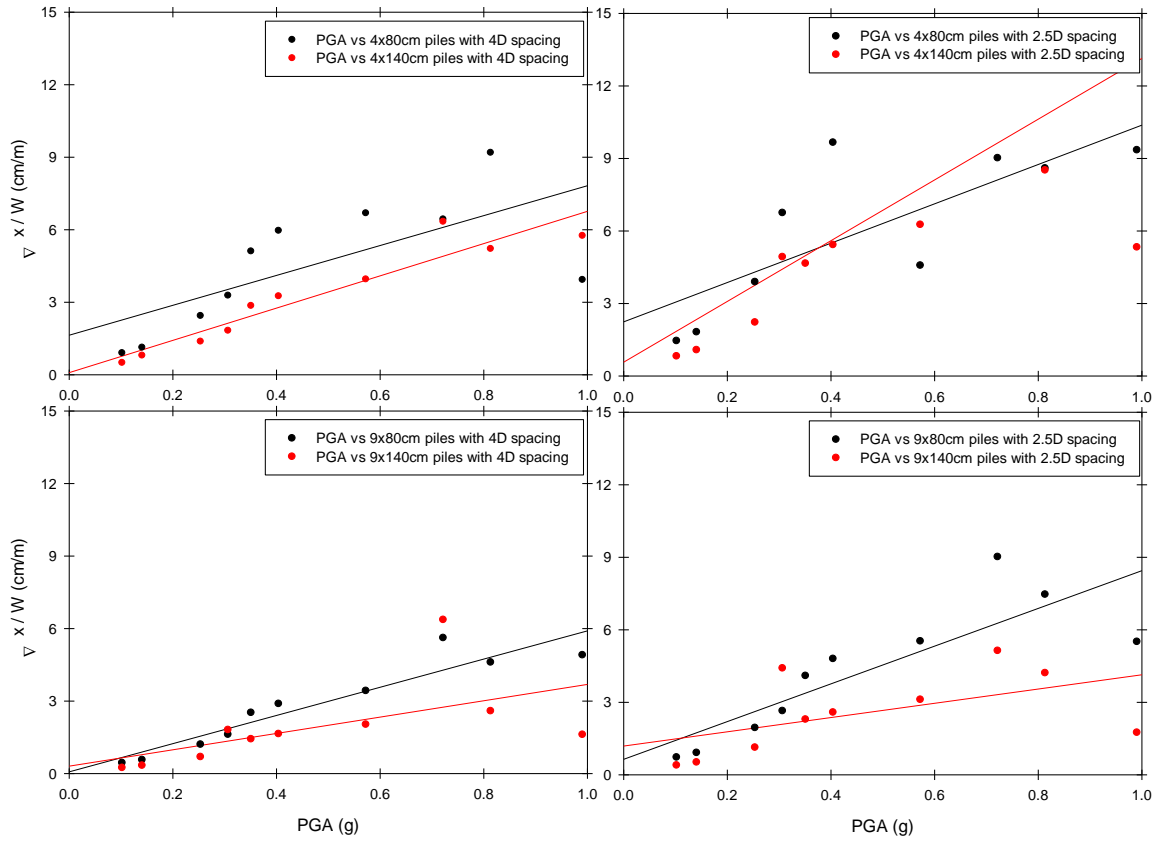 15
12
9
6
3
0
∇ x / W (cm/m)
PGA vs 4x80cm piles with 4D spacing
PGA vs 4x140cm piles with 4D spacing
0.0 0.2 0.4 0.6 0.8 1.0
15
12
9
6
3
0
PGA vs 4x80cm piles with 2.5D spacing
PGA vs 4x140cm piles with 2.5D spacing
0.0 0.2 0.4 0.6 0.8 1.0
15
12
9
6
3
0
∇ x / W (cm/m)
PGA vs 9x80cm piles with 4D spacing
PGA vs 9x140cm piles with 4D spacing
0.0 0.2 0.4 0.6 0.8 1.0
PGA (g)
15
12
9
6
3
0
PGA vs 9x80cm piles with 2.5D spacing
PGA vs 9x140cm piles with 2.5D spacing
0.0 0.2 0.4 0.6 0.8 1.0
PGA (g)